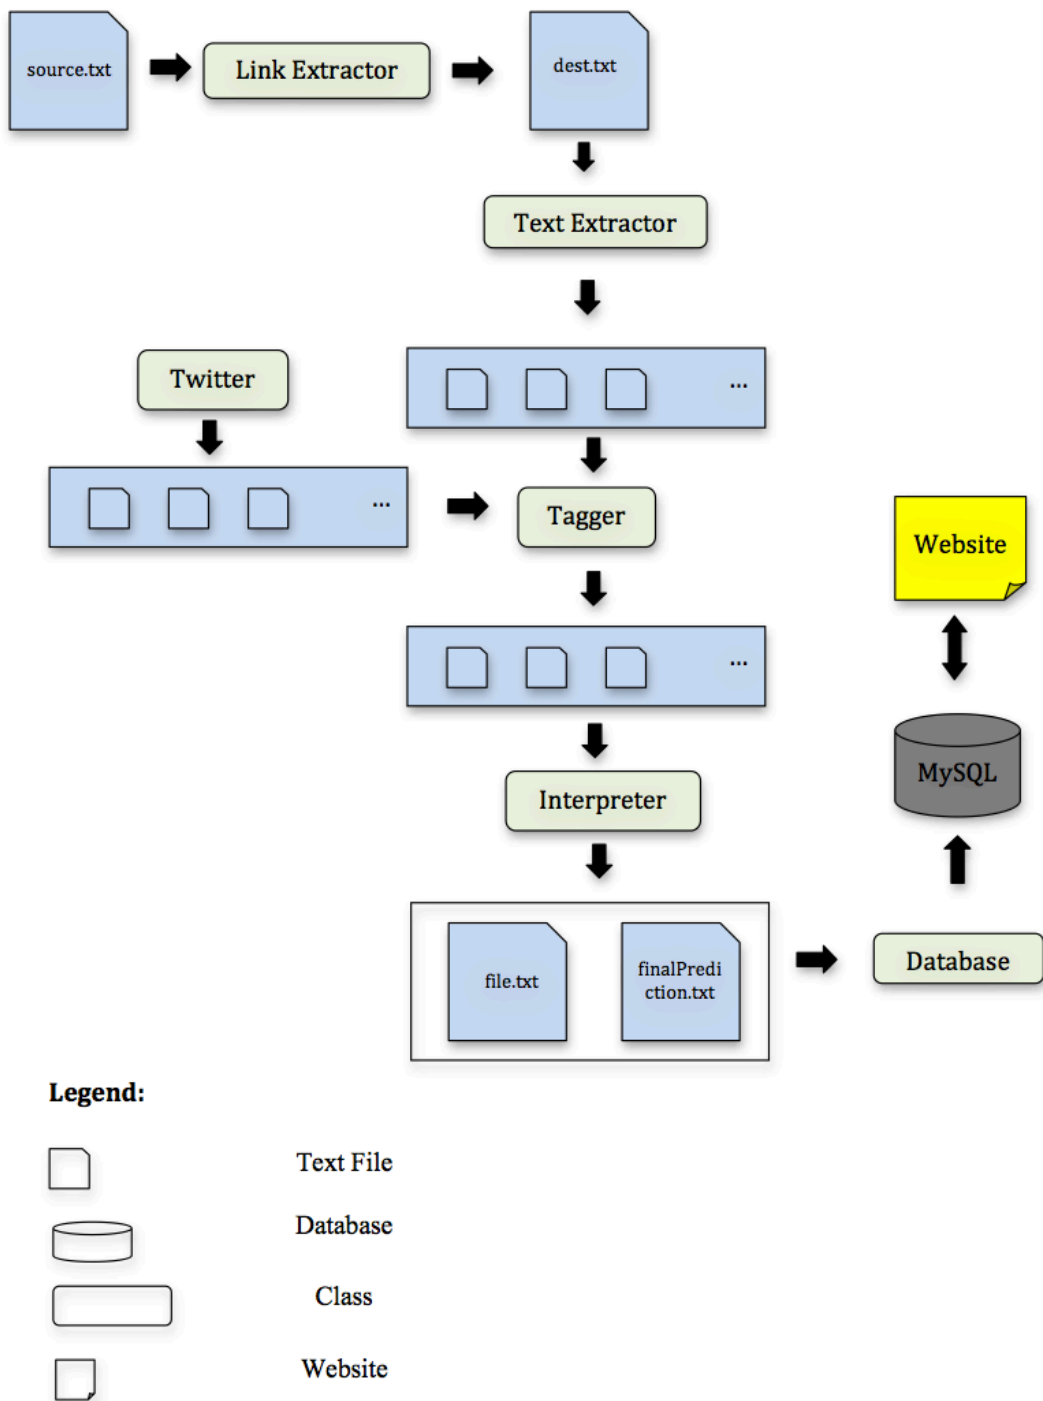 source.txt
Link Extractor
dest.txt
Text Extractor
Twitter
...
...
Tagger
Website
...
MySQL
Interpreter
file.txt
finalPredi
ction.txt
Database
Legend:
Text File
Database
Class
Website